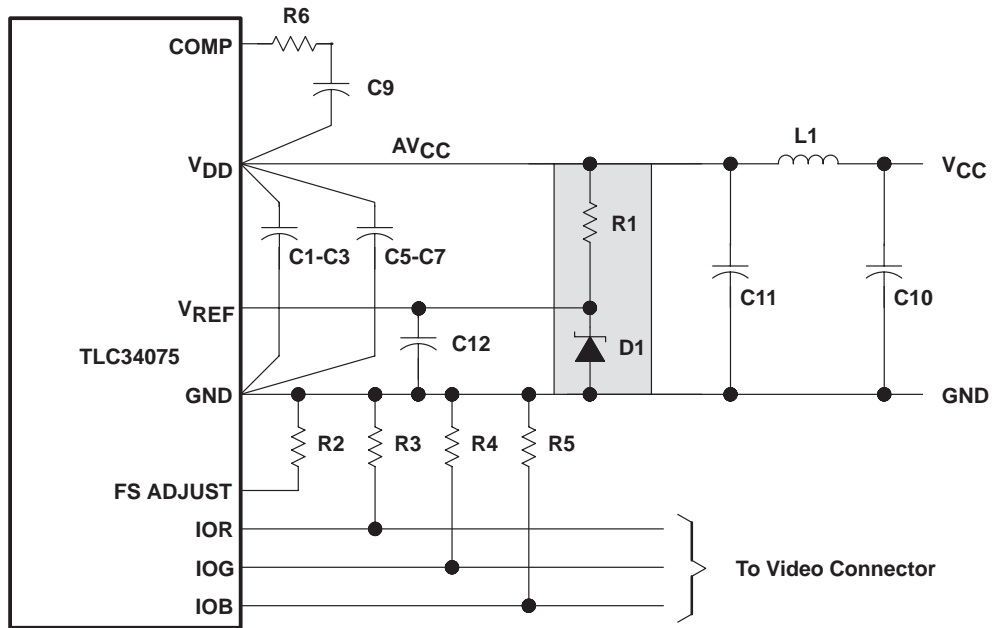 R6
COMP
C9
L1
AVCC
VDD
VCC
R1
C1-C3
C5-C7
C11
C10
VREF
C12
D1
TLC34075
GND
GND
R2
R3
R4
R5
FS ADJUST
IOR
IOG
To Video Connector
IOB